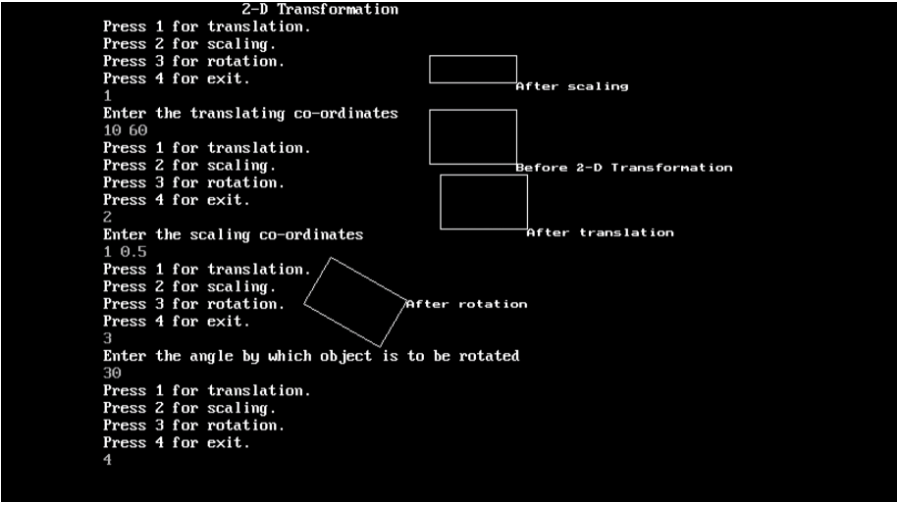 2-D Transformation
Press 1 for translation.
Press 2 for scaling.
Press 3 for rotation.
Press 4 for exit.
After scaling
1
Enter the translating co-ordinates
10 60
Press 1 for translation.
Press 2 for scaling.
Before 2-D Transformation
Press 3 for rotation.
Press 4 for exit.
2
Enter the scaling co-ordinates
After translation
1 0.5
Press 1 for translation.
Press 2 for scaling.
Press 3 for rotation.
After rotation
Press 4 for exit.
3
Enter the angle by which object is to be rotated
30
Press 1 for translation.
Press 2 for scaling.
Press 3 for rotation.
Press 4 for exit.
4